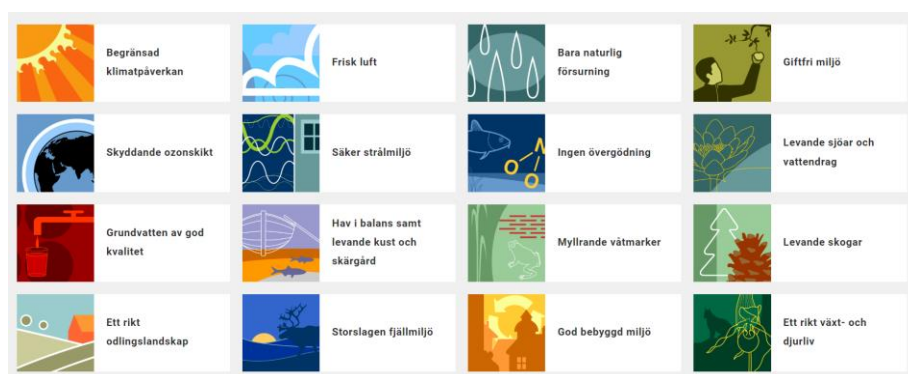 Begränsad
klimatpåverkan
Frisk luft
Bara naturlig
försurning
Giftfri miljö
Skyddande ozonskikt
Säker strålmiljö
Ingen övergödning
Levande sjöar och
vattendrag
Grundvatten av god
kvalitet
Hav i balans samt
levande kust och
skärgård
Myllrande våtmarker
Levande skogar
Ett rikt
odlingslandskap
Storslagen fjällmiljö
God bebyggd miljö
Ett rikt växt- och
djurliv
N
O
O